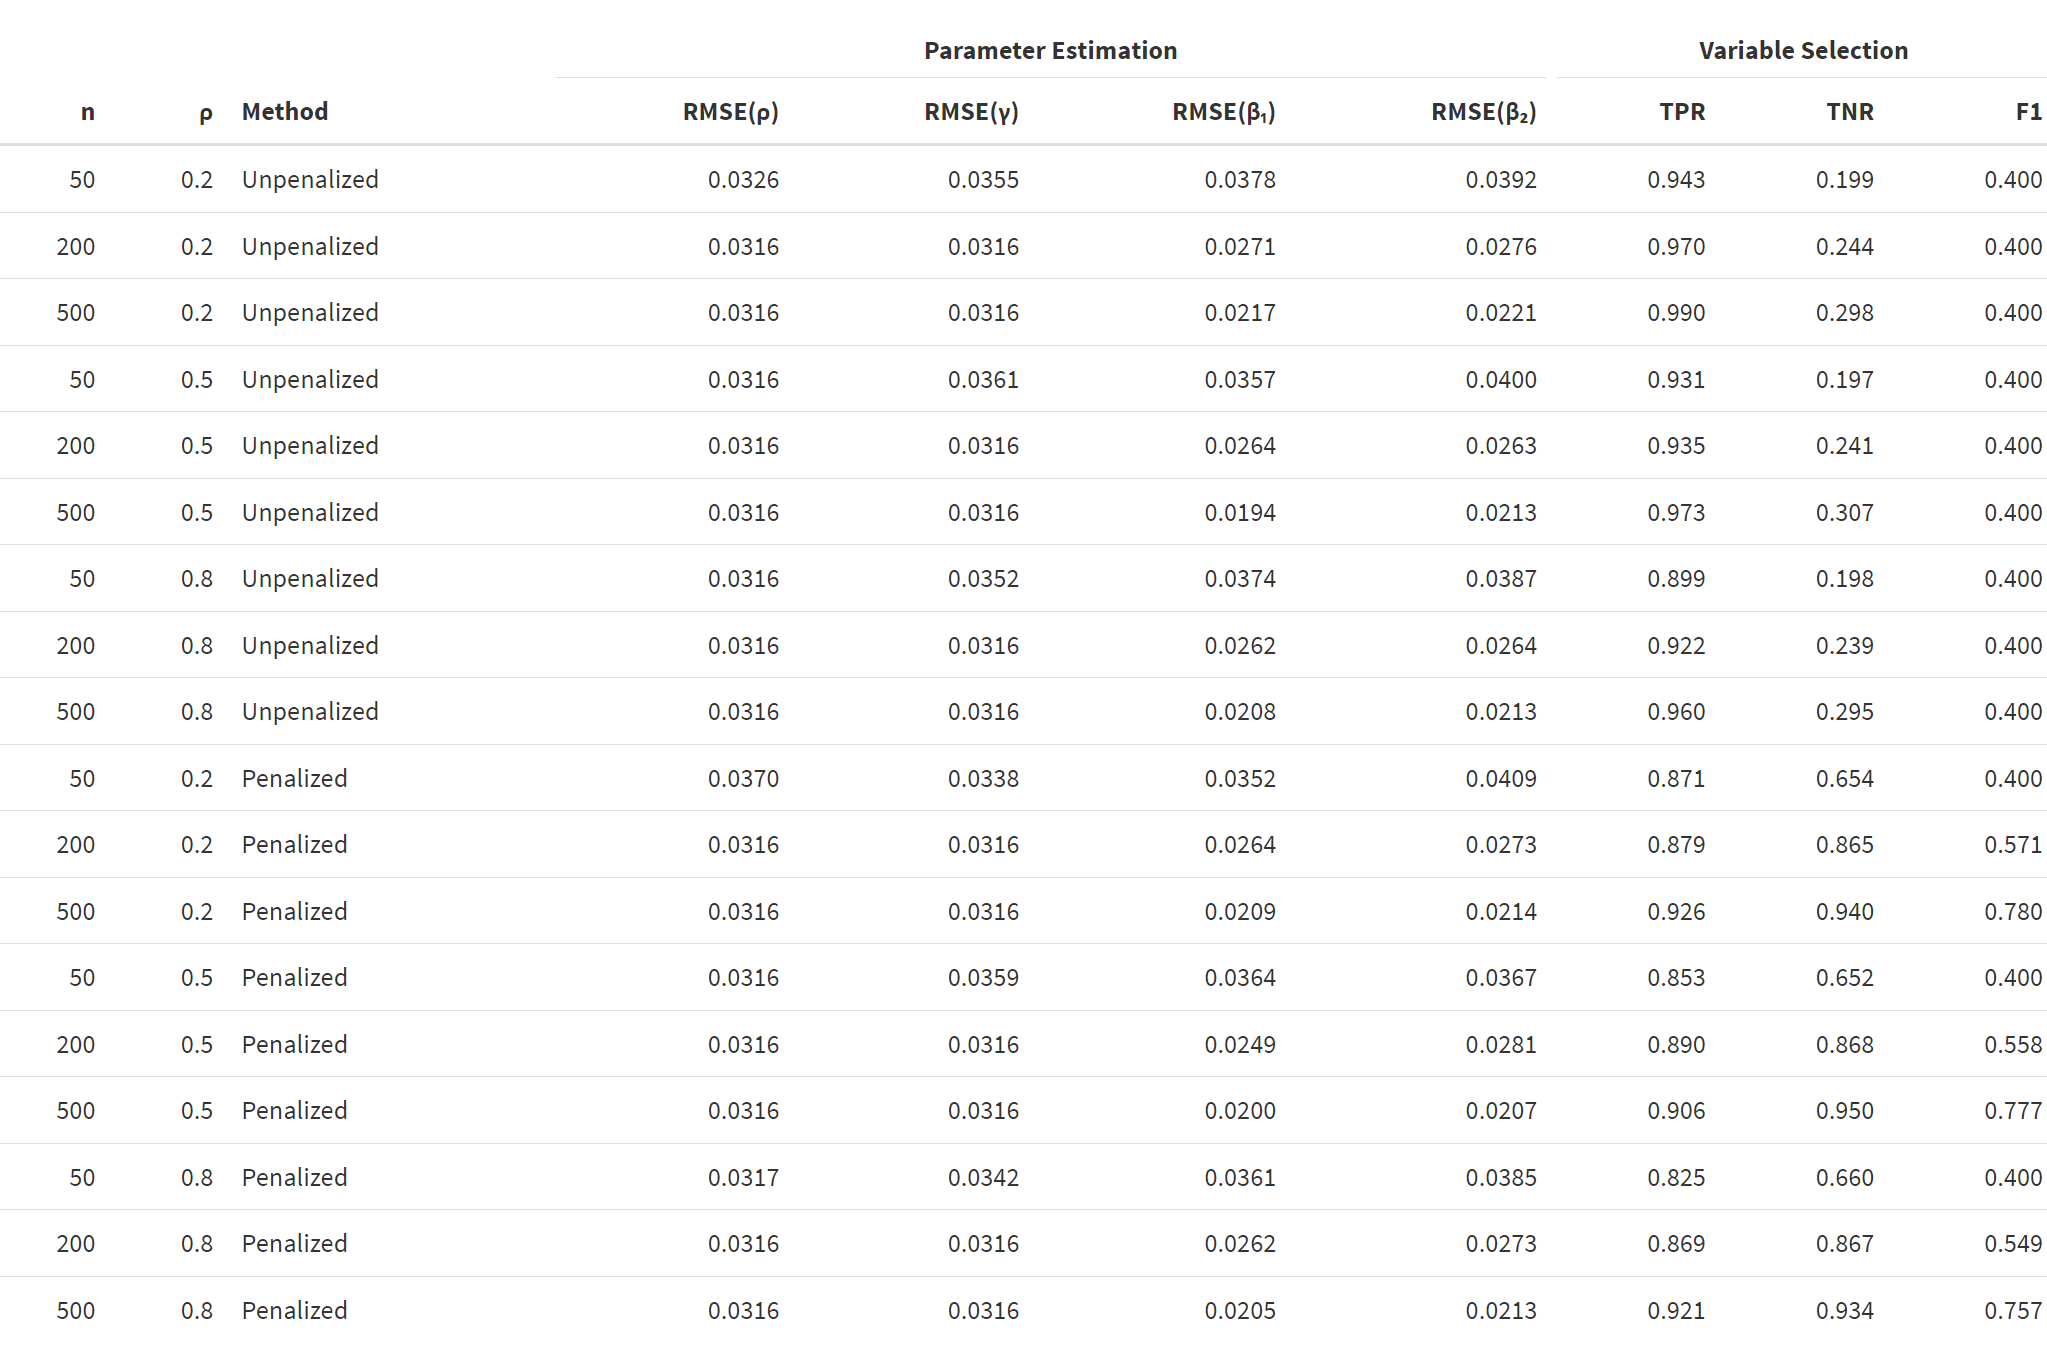 Parameter Estimation Variable Selection
n ρ Method RMSE(ρ) RMSE(γ) RMSE(β₁) RMSE(β₂) TPR TNR F1
50 0.2 Unpenalized 0.0326 0.0355 0.0378 0.0392 0.943 0.199 0.400
200 0.2 Unpenalized 0.0316 0.0316 0.0271 0.0276 0.970 0.244 0.400
500 0.2 Unpenalized 0.0316 0.0316 0.0217 0.0221 0.990 0.298 0.400
50 0.5 Unpenalized 0.0316 0.0361 0.0357 0.0400 0.931 0.197 0.400
200 0.5 Unpenalized 0.0316 0.0316 0.0264 0.0263 0.935 0.241 0.400
500 0.5 Unpenalized 0.0316 0.0316 0.0194 0.0213 0.973 0.307 0.400
50 0.8 Unpenalized 0.0316 0.0352 0.0374 0.0387 0.899 0.198 0.400
200 0.8 Unpenalized 0.0316 0.0316 0.0262 0.0264 0.922 0.239 0.400
500 0.8 Unpenalized 0.0316 0.0316 0.0208 0.0213 0.960 0.295 0.400
50 0.2 Penalized 0.0370 0.0338 0.0352 0.0409 0.871 0.654 0.400
200 0.2 Penalized 0.0316 0.0316 0.0264 0.0273 0.879 0.865 0.571
500 0.2 Penalized 0.0316 0.0316 0.0209 0.0214 0.926 0.940 0.780
50 0.5 Penalized 0.0316 0.0359 0.0364 0.0367 0.853 0.652 0.400
200 0.5 Penalized 0.0316 0.0316 0.0249 0.0281 0.890 0.868 0.558
500 0.5 Penalized 0.0316 0.0316 0.0200 0.0207 0.906 0.950 0.777
50 0.8 Penalized 0.0317 0.0342 0.0361 0.0385 0.825 0.660 0.400
200 0.8 Penalized 0.0316 0.0316 0.0262 0.0273 0.869 0.867 0.549
500 0.8 Penalized 0.0316 0.0316 0.0205 0.0213 0.921 0.934 0.757